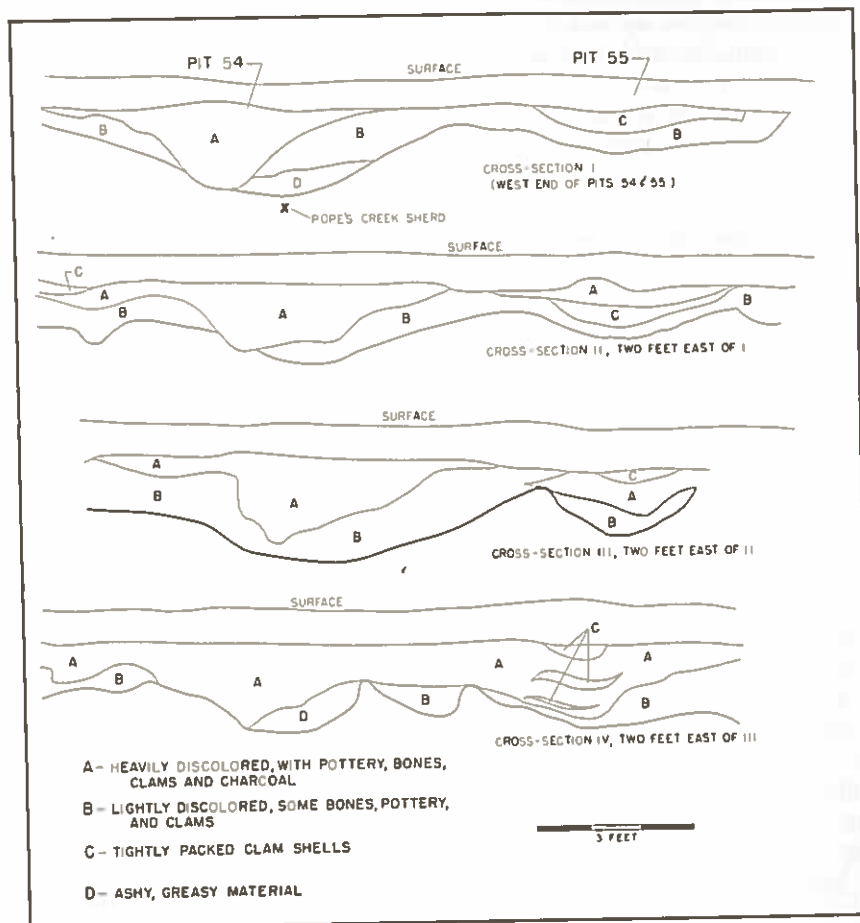 PIT 54
SURFACE
PIT 55
B
A
B
C
B
D
CROSS-SECTION I
(WEST END OF PITS 54 & 55)
X
POPE'S CREEK SHERD
SURFACE
C
A
A
B
B
A
B
C
CROSS-SECTION II, TWO FEET EAST OF I
SURFACE
A
C
B
A
A
B
B
CROSS-SECTION III, TWO FEET EAST OF II
SURFACE
C
A
A
A
A
B
D
B
B
CROSS-SECTION IV, TWO FEET EAST OF III
A- HEAVILY DISCOLORED, WITH POTTERY, BONES,
CLAMS AND CHARCOAL
B- LIGHTLY DISCOLORED, SOME BONES, POTTERY,
AND CLAMS
3 FEET
C- TIGHTLY PACKED CLAM SHELLS
D- ASHY, GREASY MATERIAL